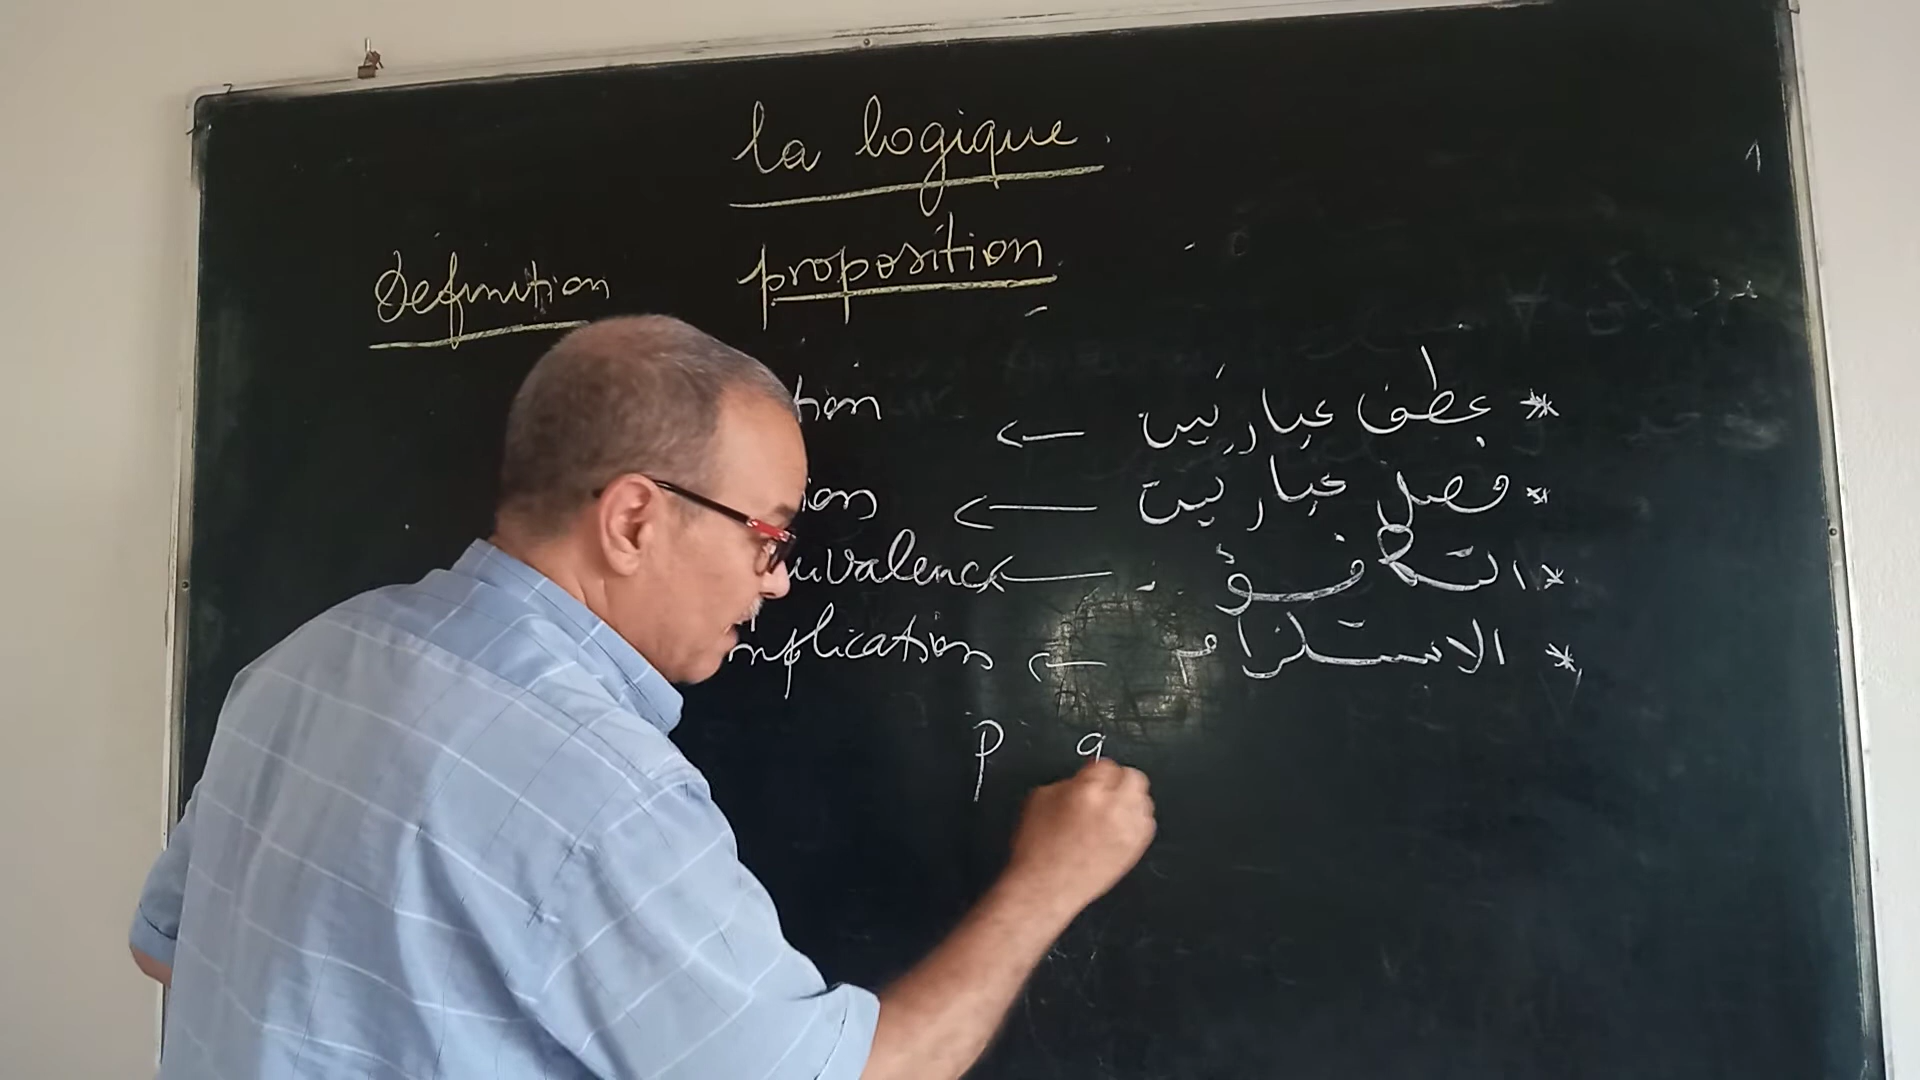 la logique
Définition proposition
tion ← عطف عبارتين *
ion ← فصل عبارتين *
uivalence ← التكافؤ *
mplication ← الاستلزام *
p q